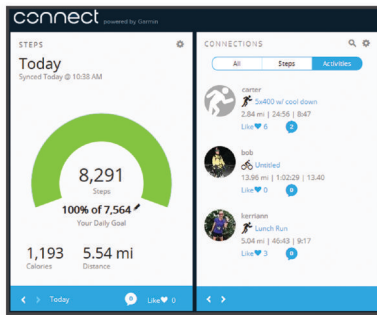 connect powered by Garmin
STEPS
Today
Synced Today @ 10:38 AM
8,291
Steps
100% of 7,564
Your Daily Goal
1,193
Calories
5.54 mi
Distance
Today
0
Like 0
CONNECTIONS
All
Steps
Activities
carter
5x400 w/ cool down
2.84 mi | 24:56 | 8:47
Like 6
2
bob
Untitled
13.96 mi | 1:02:29 | 13.40
Like 0
0
kerriann
Lunch Run
5.04 mi | 46:43 | 9:17
Like 3
0